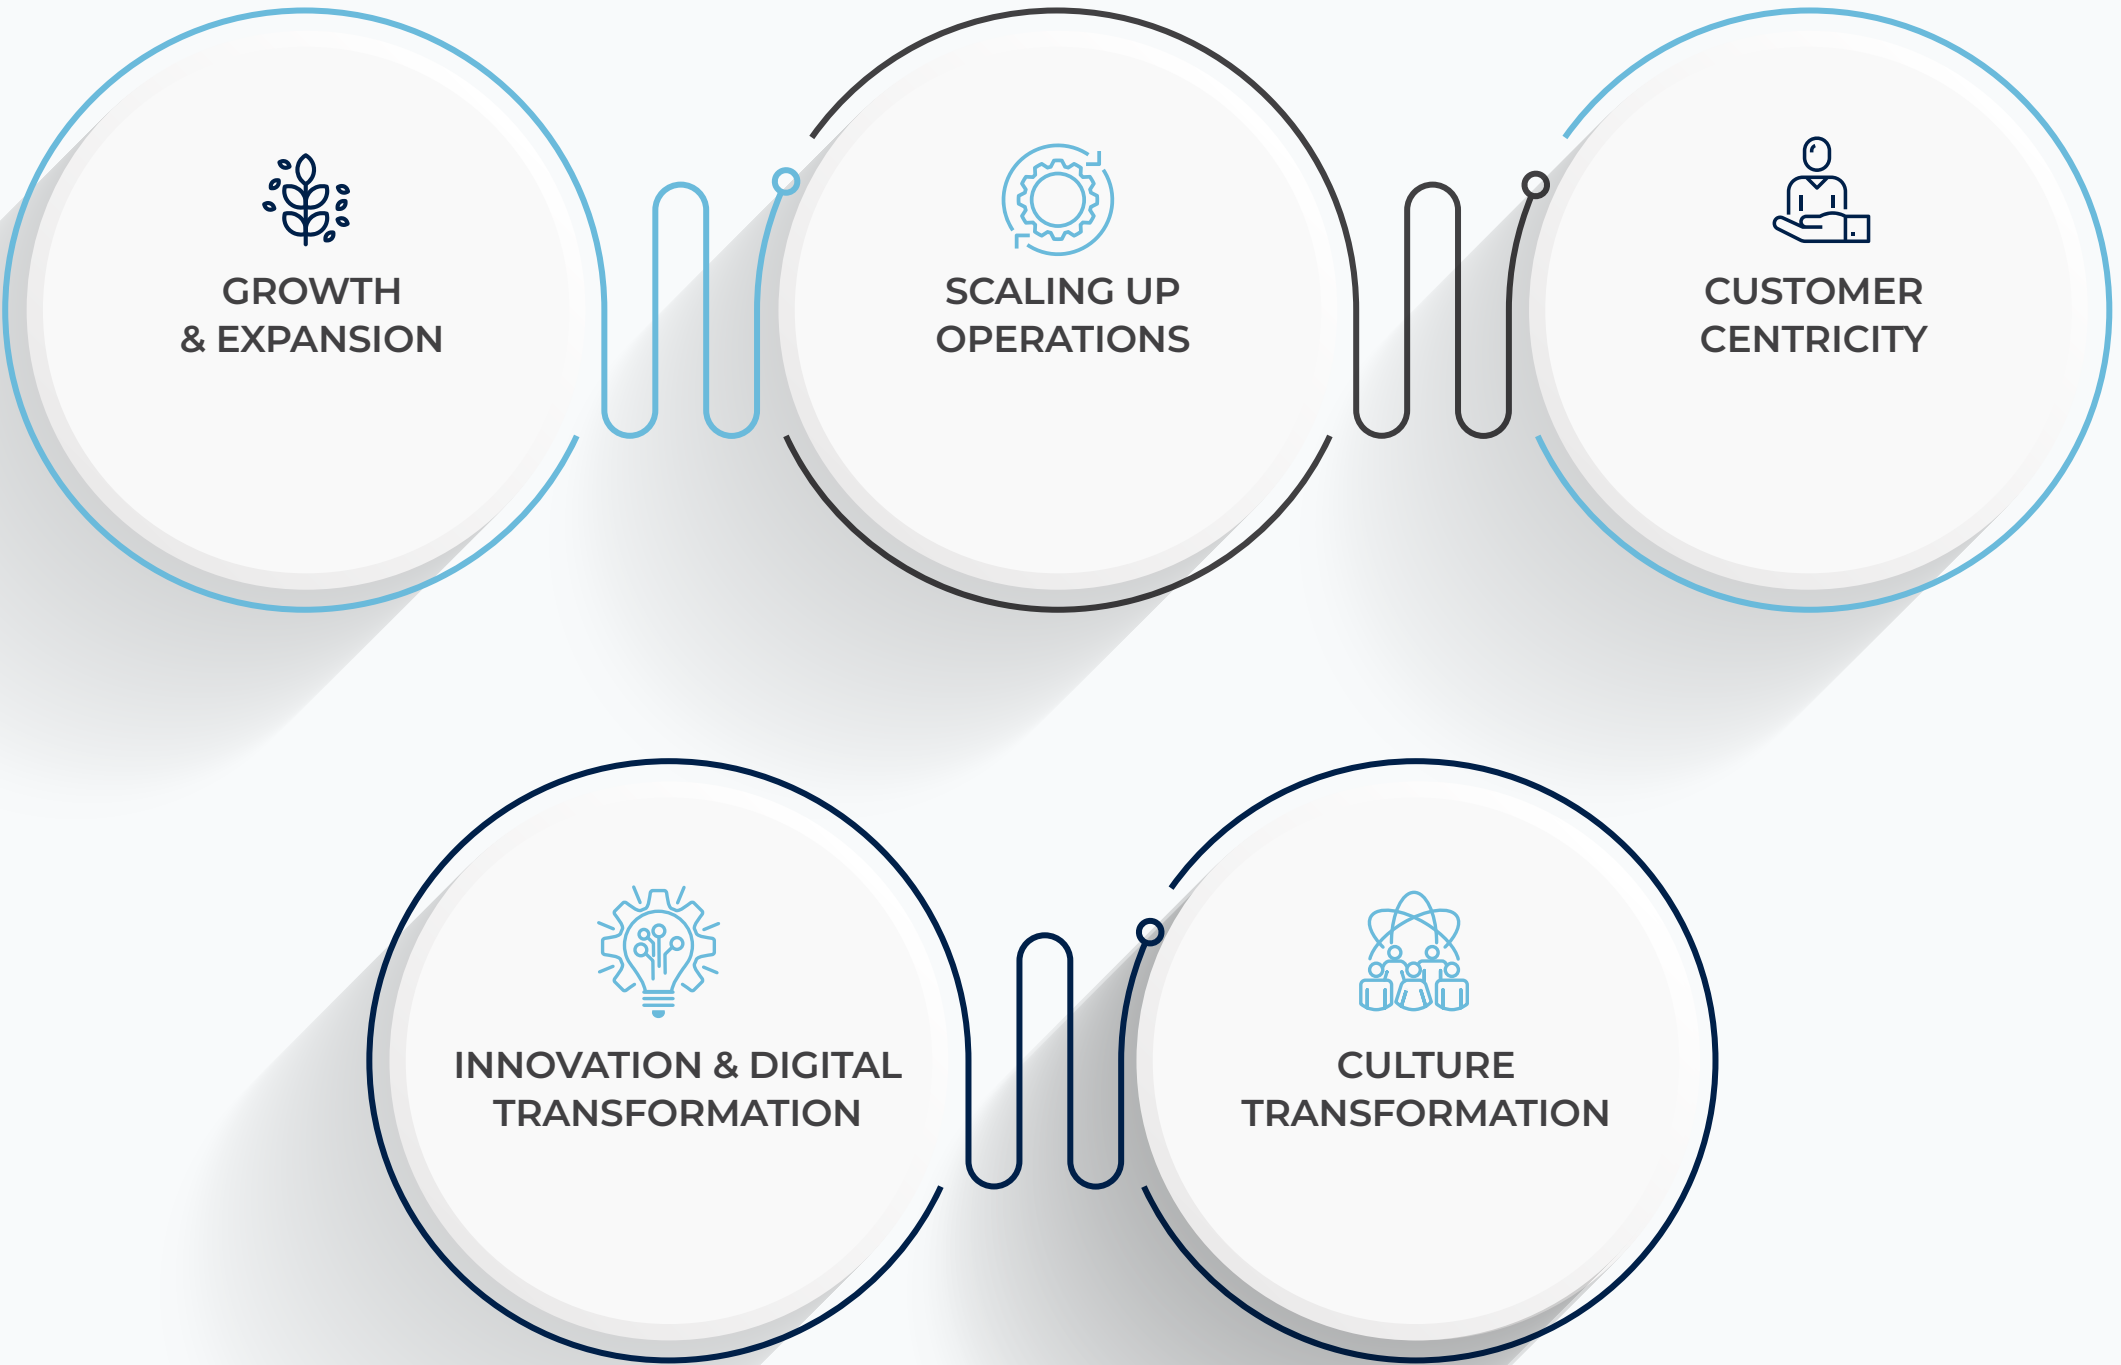 GROWTH
& EXPANSION
SCALING UP
OPERATIONS
CUSTOMER
CENTRICITY
INNOVATION & DIGITAL
TRANSFORMATION
CULTURE
TRANSFORMATION